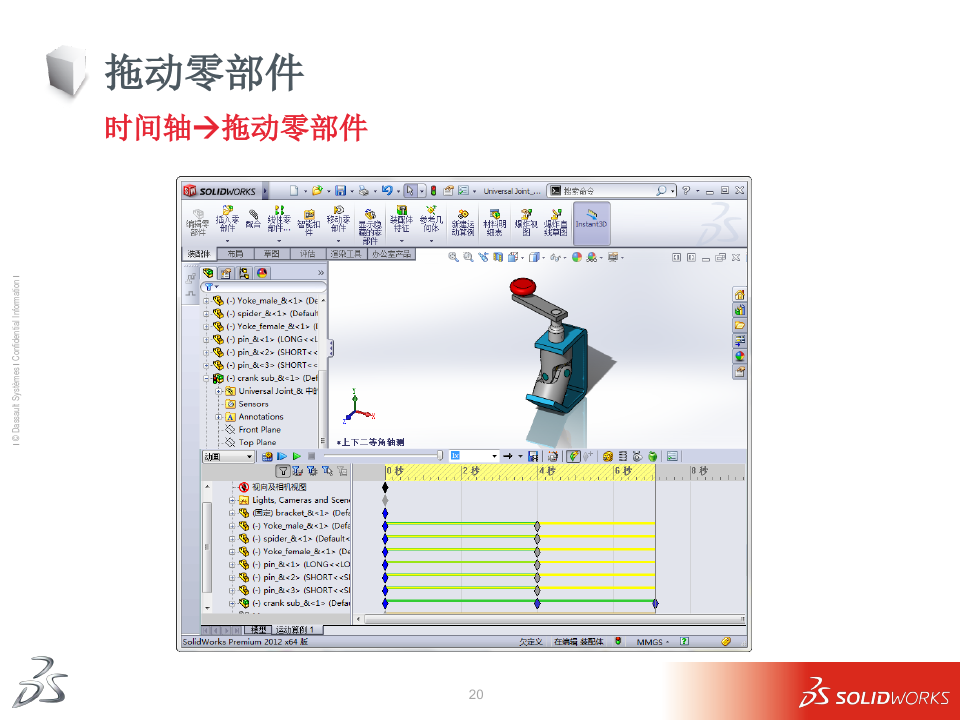 拖动零部件
时间轴→拖动零部件
SOLIDWORKS
Universal Joint_...
搜索命令
编辑零部件
插入零部件
配合
线性零部件...
智能扣件
移动零部件
显示隐藏的零部件
装配体特征
参考几何体
新建运动算例
材料明细表
爆炸视图
爆炸直线草图
Instant3D
装配体 布局 草图 评估 渲染工具 办公室产品
(-) Yoke_male_&<1> (De
(-) spider_&<1> (Default
(-) Yoke_female_&<1> (
(-) pin_&<1> (LONG<<L
(-) pin_&<2> (SHORT<<
(-) pin_&<3> (SHORT<<
(-) crank sub_&<1> (Def
Universal Joint_& 中
Sensors
Annotations
Front Plane
Top Plane
*上下二等角轴测
动画
1x
0 秒 2 秒 4 秒 6 秒 8 秒
视向及相机视图
Lights, Cameras and Scen
(固定) bracket_&<1> (Defa
(-) Yoke_male_&<1> (Defa
(-) spider_&<1> (Default<
(-) Yoke_female_&<1> (De
(-) pin_&<1> (LONG<<LO
(-) pin_&<2> (SHORT<<SI
(-) pin_&<3> (SHORT<<SI
(-) crank sub_&<1> (Defau
模型 运动算例 1
SolidWorks Premium 2012 x64 版
欠定义 在编辑 装配体 MMGS
I © Dassault Systèmes I Confidential Information I
20
SOLIDWORKS